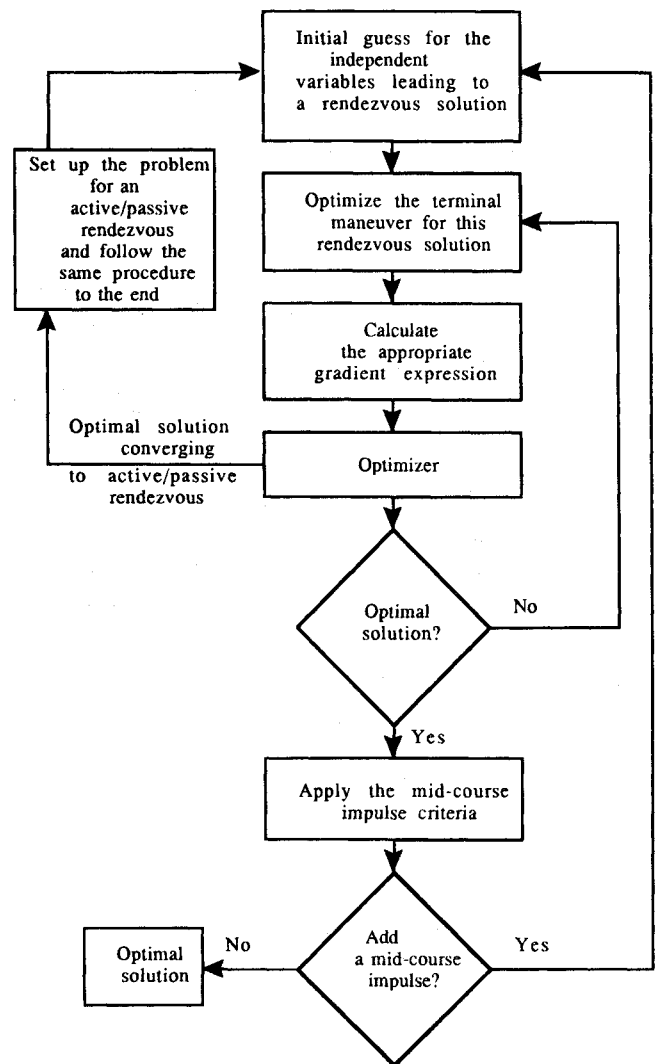 Initial guess for the
independent
variables leading to
a rendezvous solution
Set up the problem
for an
active/passive
rendezvous
and follow the
same procedure
to the end
Optimize the terminal
maneuver for this
rendezvous solution
Calculate
the appropriate
gradient expression
Optimal solution
converging
to active/passive
rendezvous
Optimizer
Optimal
solution?
No
Yes
Apply the mid-course
impulse criteria
Add
a mid-course
impulse?
No
Yes
Optimal
solution